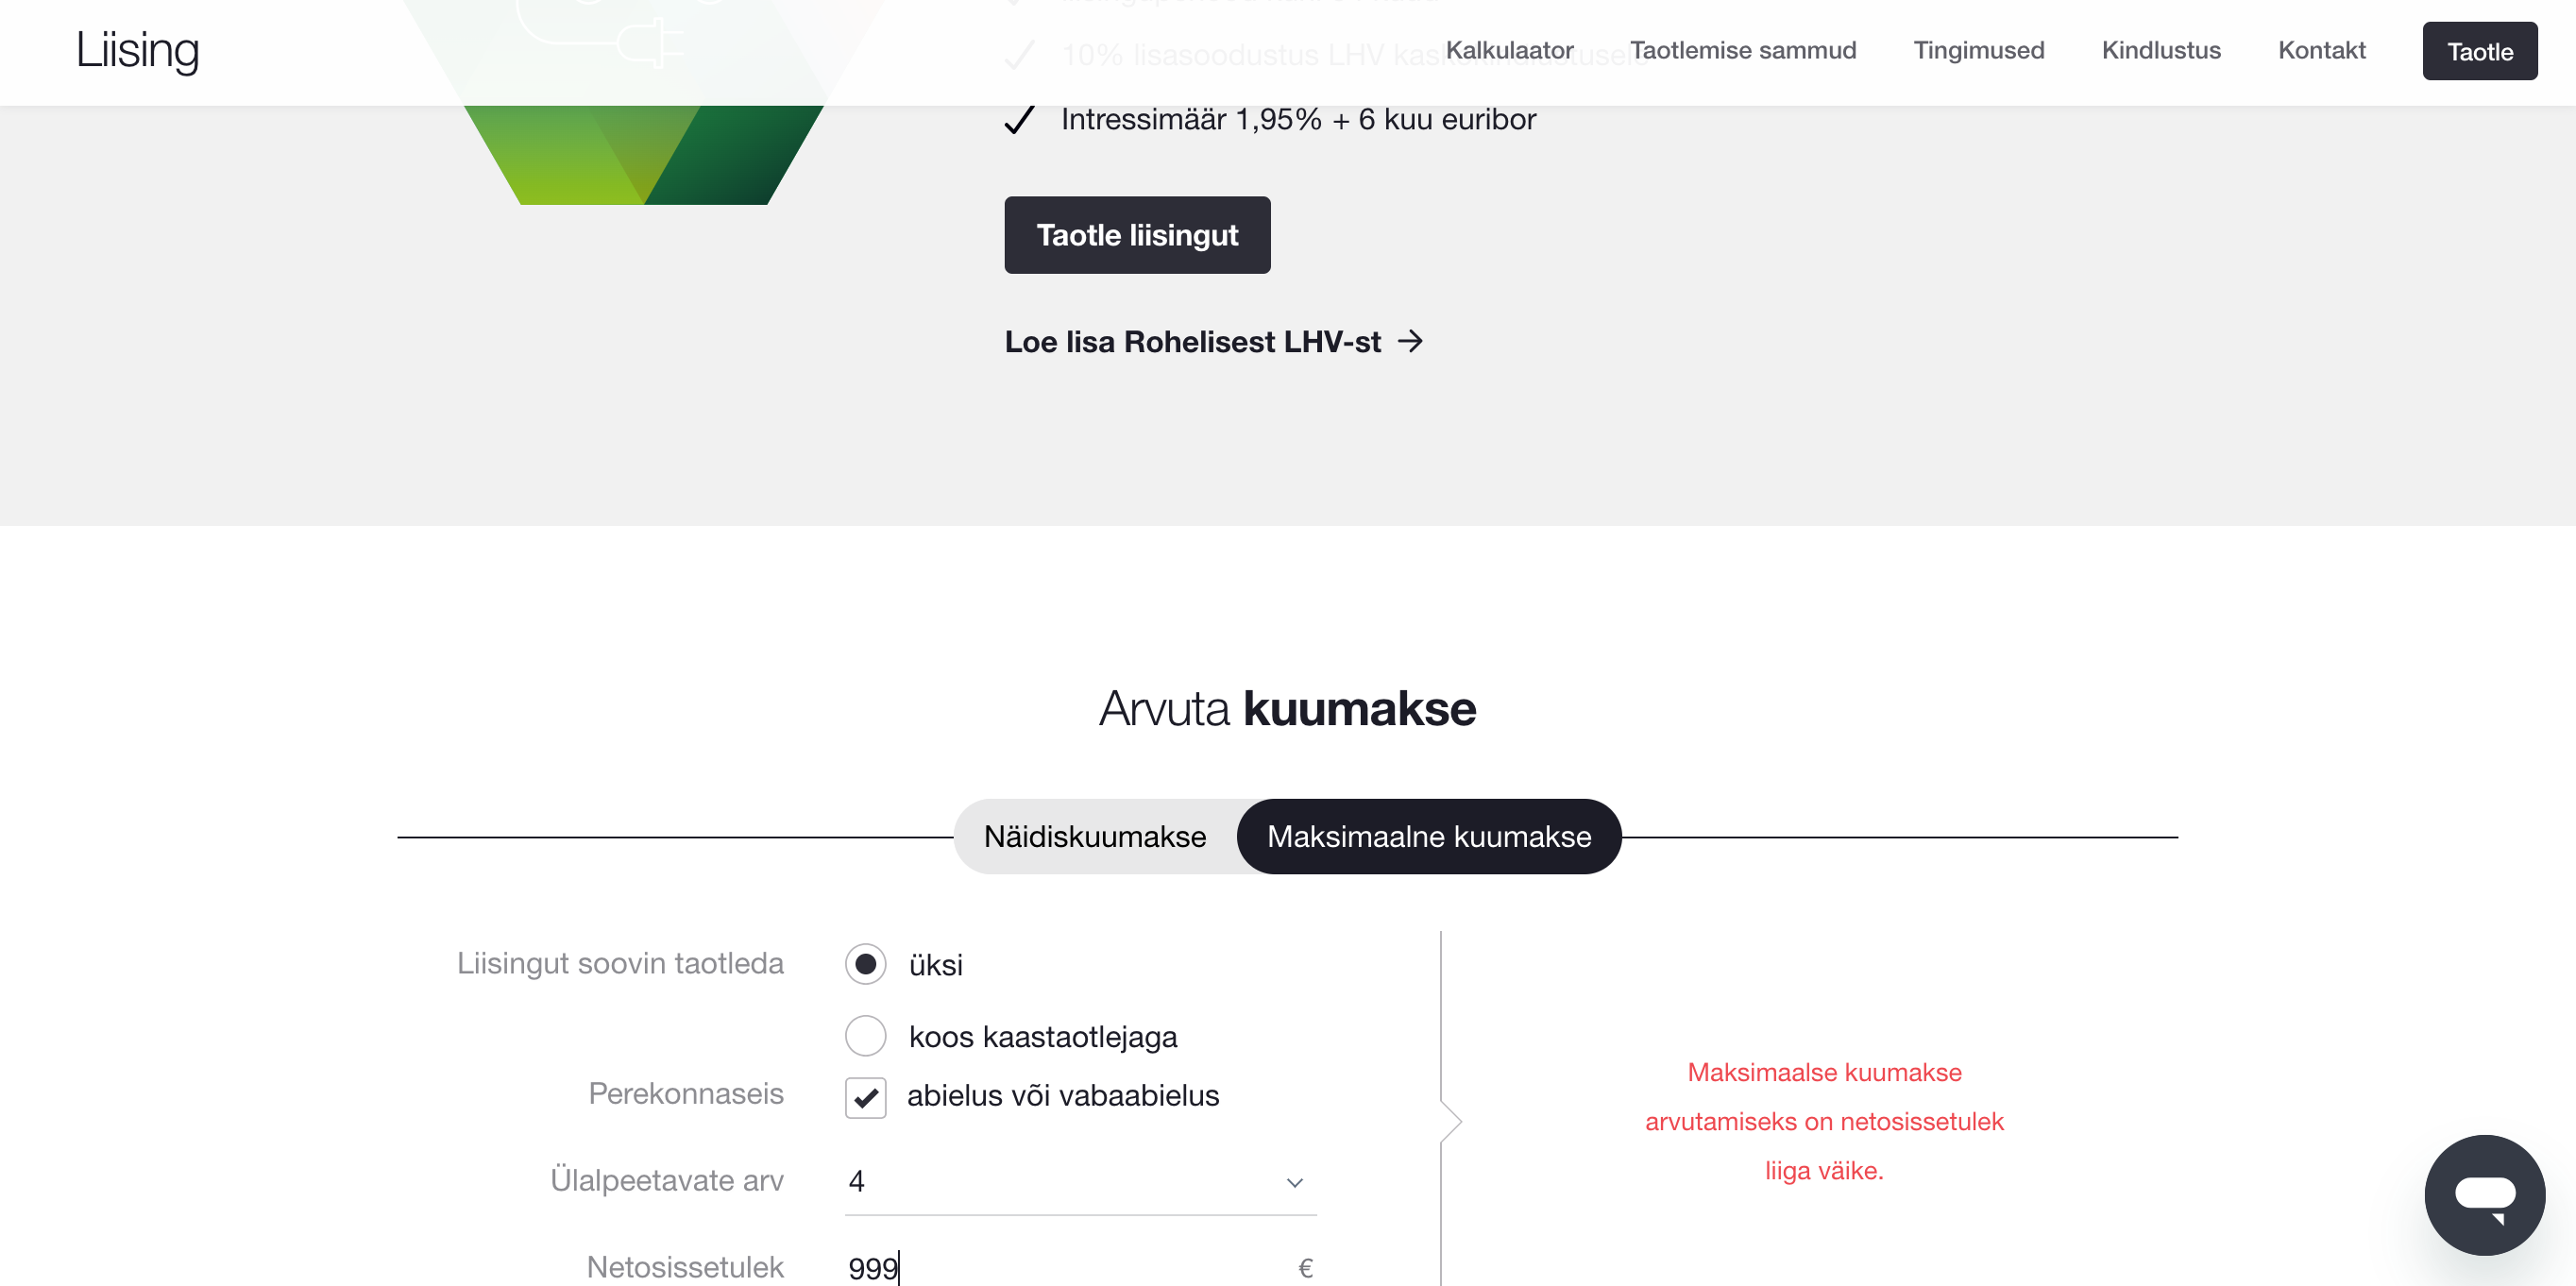 Liising
Kalkulaator
Taotlemise sammud
Tingimused
Kindlustus
Kontakt
Taotle
10% lisasoodustus LHV
Intressimäär 1,95% + 6 kuu euribor
Taotle liisingut
Loe lisa Rohelisest LHV-st
Arvuta kuumakse
Näidiskuumakse
Maksimaalne kuumakse
Liisingut soovin taotleda
üksi
koos kaastaotlejaga
Perekonnaseis
abielus või vabaabielus
Ülalpeetavate arv
4
Netosissetulek
999
€
Maksimaalse kuumakse
arvutamiseks on netosissetulek
liiga väike.